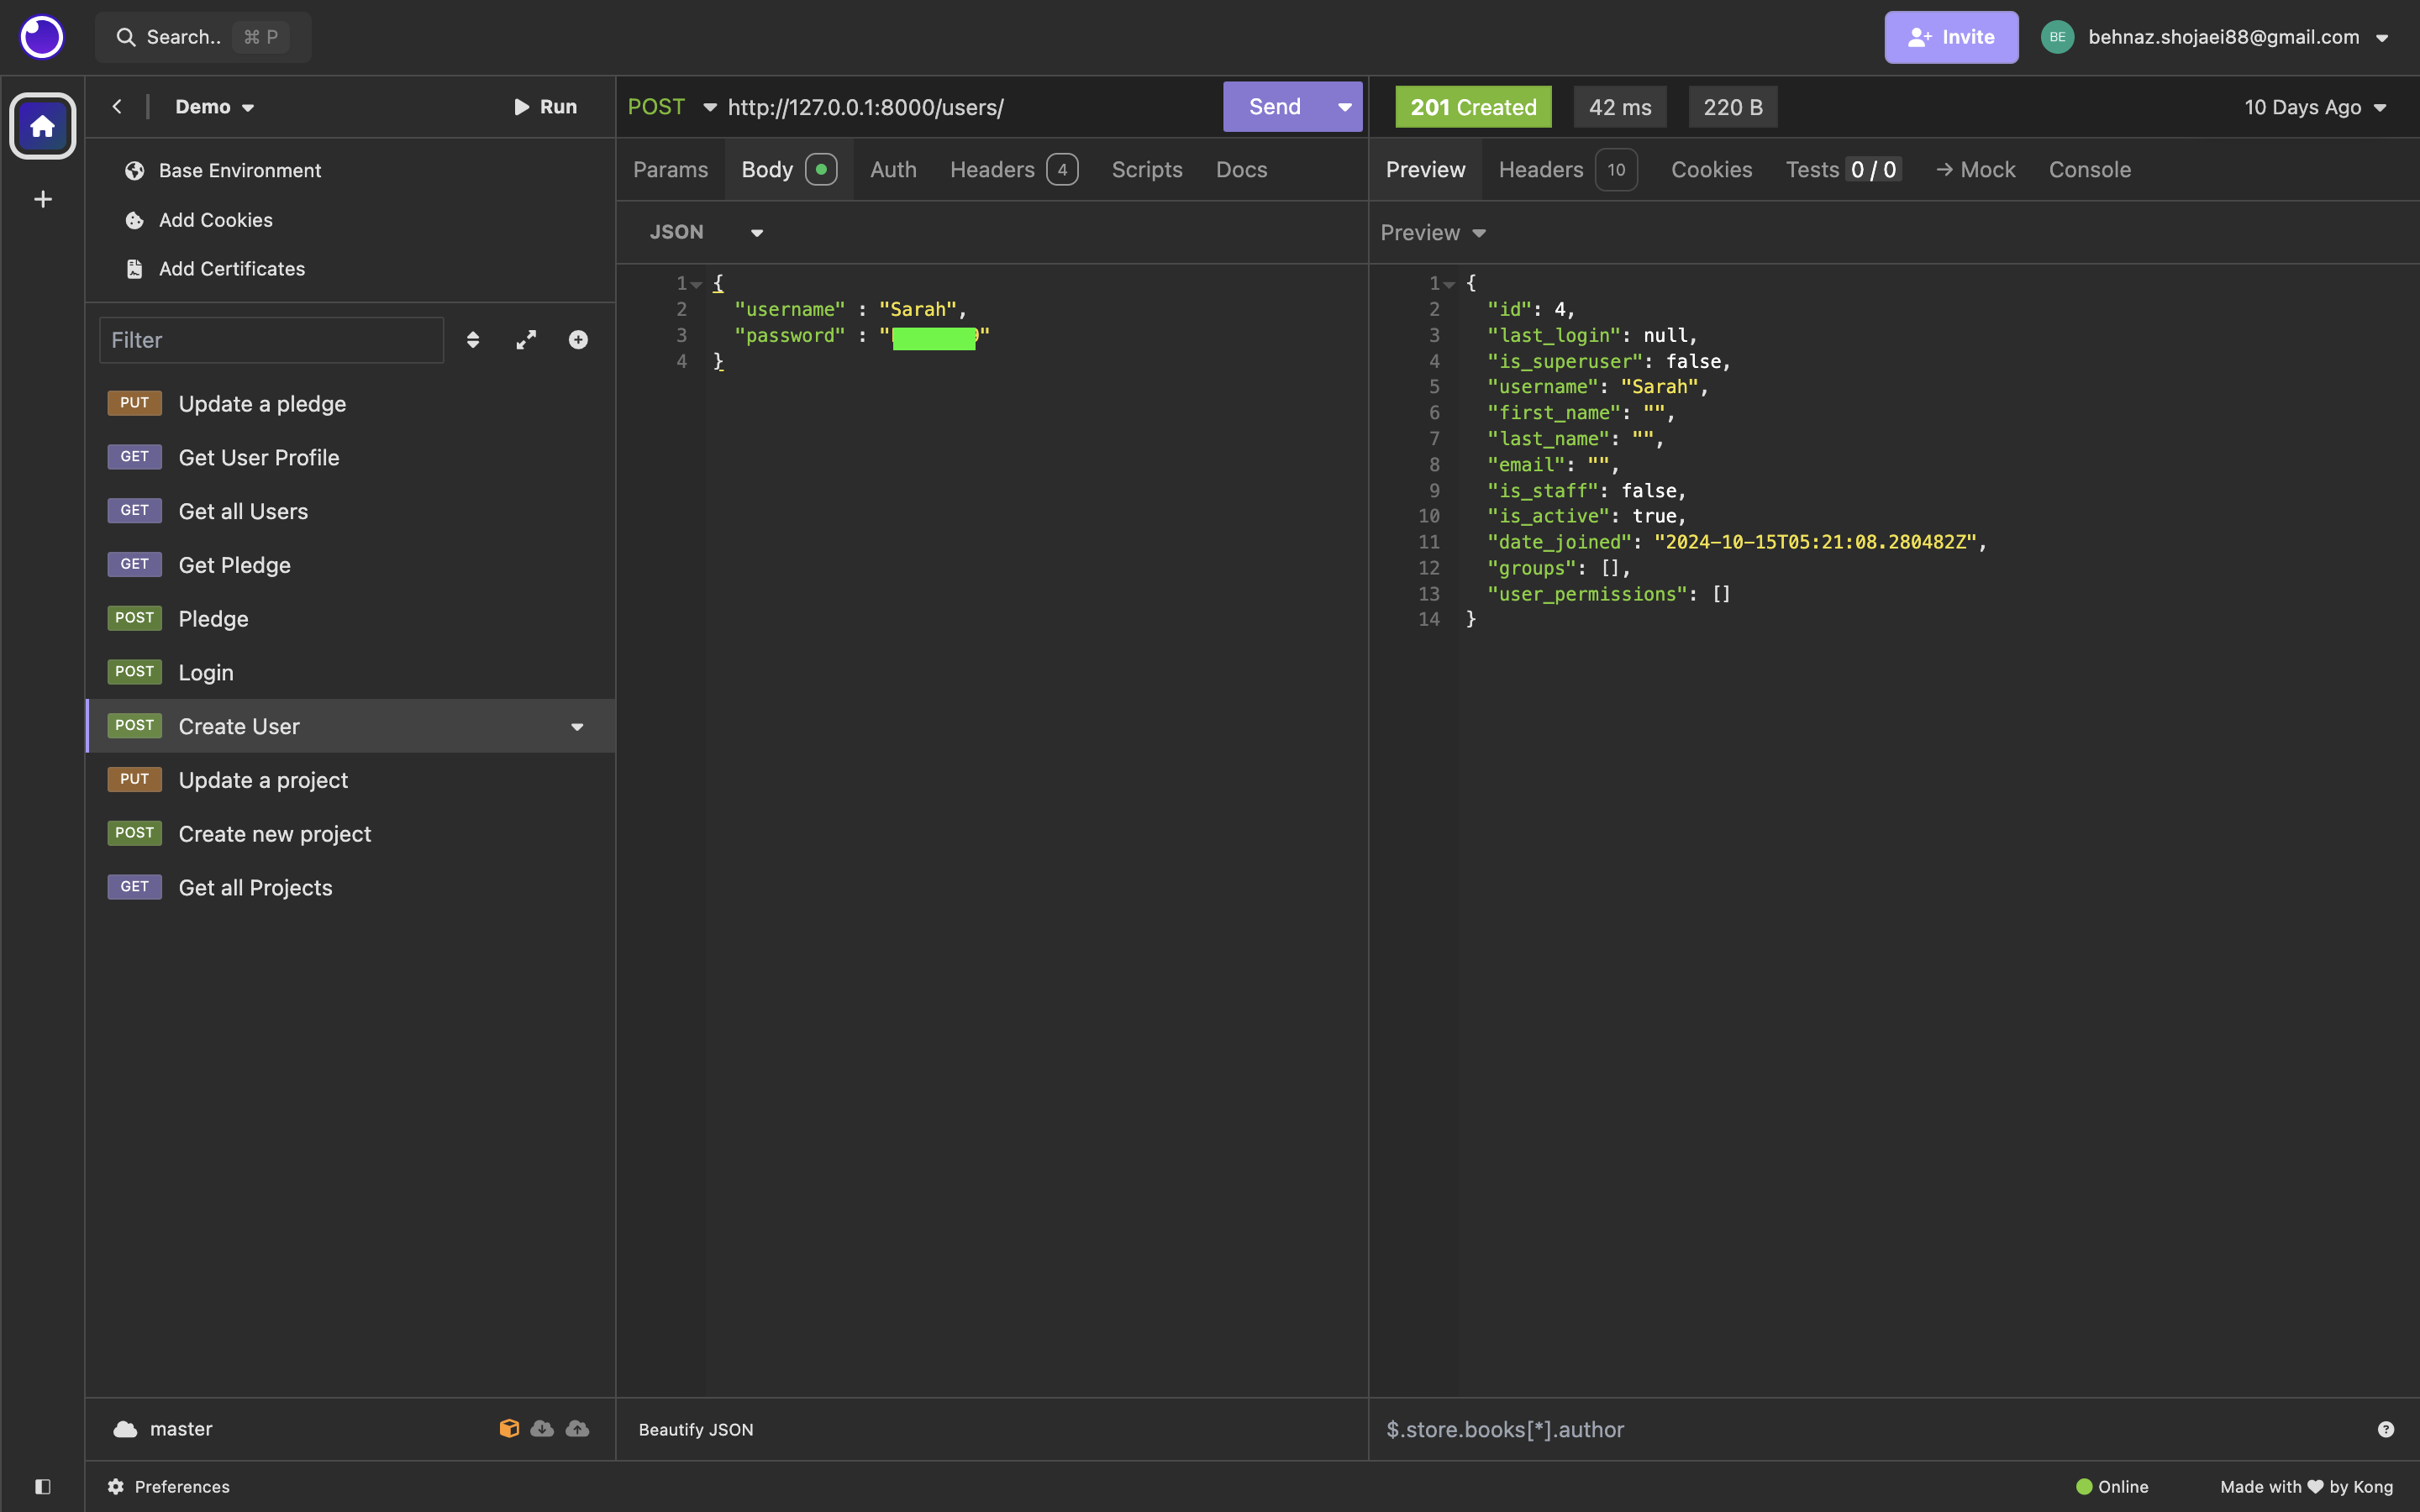 Search.. ⌘ P
Invite
BE behnaz.shojaei88@gmail.com
Demo
Run
Base Environment
Add Cookies
Add Certificates
Filter
PUT Update a pledge
GET Get User Profile
GET Get all Users
GET Get Pledge
POST Pledge
POST Login
POST Create User
PUT Update a project
POST Create new project
GET Get all Projects
master
POST http://127.0.0.1:8000/users/ Send
Params Body Auth Headers 4 Scripts Docs
JSON
1 {
2 "username" : "Sarah",
3 "password" : "
4 }
Beautify JSON
201 Created 42 ms 220 B 10 Days Ago
Preview Headers 10 Cookies Tests 0 / 0 → Mock Console
Preview
1 {
2 "id": 4,
3 "last_login": null,
4 "is_superuser": false,
5 "username": "Sarah",
6 "first_name": "",
7 "last_name": "",
8 "email": "",
9 "is_staff": false,
10 "is_active": true,
11 "date_joined": "2024-10-15T05:21:08.280482Z",
12 "groups": [],
13 "user_permissions": []
14 }
$.store.books[*].author
Preferences
Online
Made with ♥ by Kong